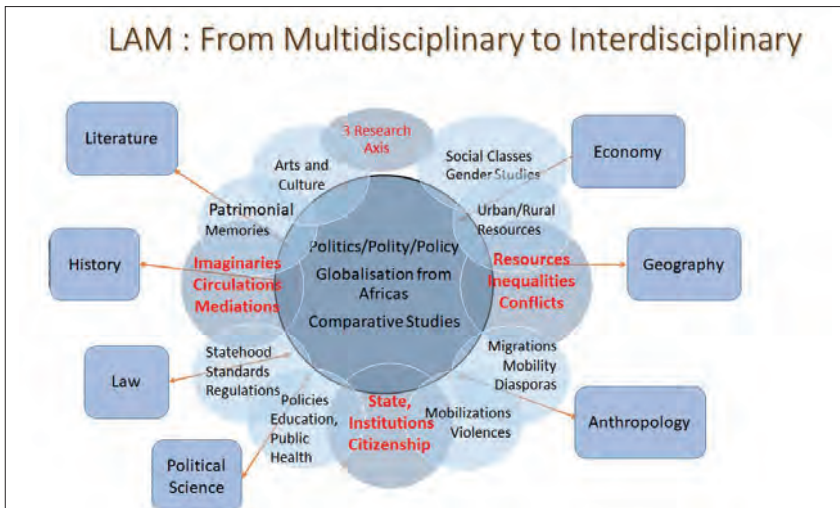 LAM : From Multidisciplinary to Interdisciplinary
Literature
3 Research
Axis
Economy
Arts and
Culture
Social Classes
Gender Studies
Patrimonial
Memories
Urban/Rural
Resources
History
Imaginaries
Circulations
Mediations
Politics/Polity/Policy
Globalisation from
Africas
Comparative Studies
Resources
Inequalities
Conflicts
Geography
Law
Statehood
Standards
Regulations
Migrations
Mobility
Diasporas
Policies
Education,
Public
Health
State,
Institutions
Citizenship
Mobilizations
Violences
Anthropology
Political
Science